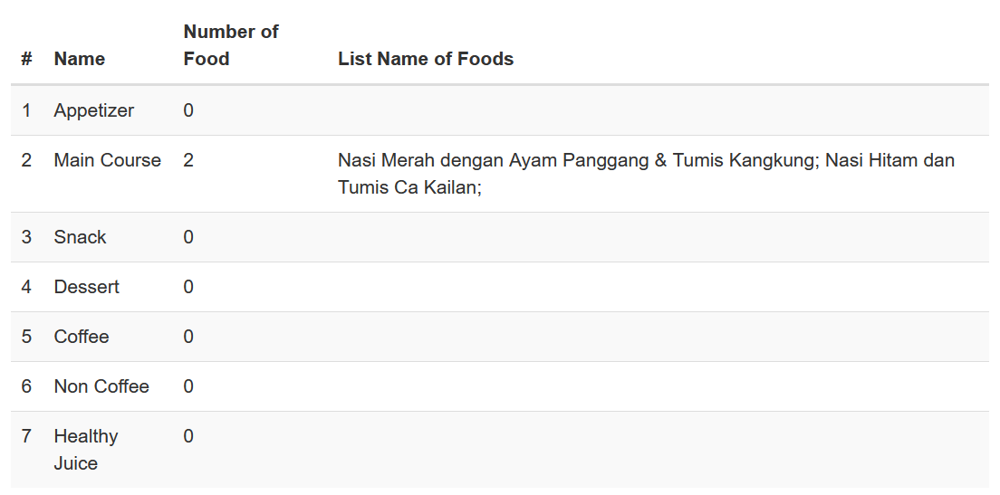 # Name Number of Food List Name of Foods
1 Appetizer 0
2 Main Course 2 Nasi Merah dengan Ayam Panggang & Tumis Kangkung; Nasi Hitam dan
Tumis Ca Kailan;
3 Snack 0
4 Dessert 0
5 Coffee 0
6 Non Coffee 0
7 Healthy Juice 0